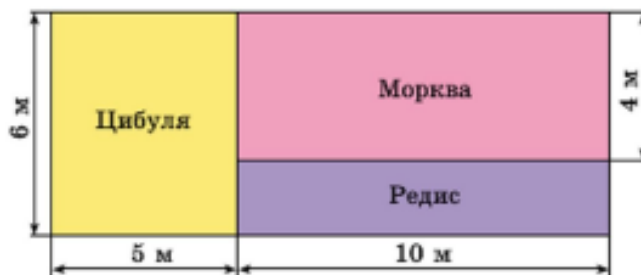 6 м
Цибуля
Морква
4 м
Редис
5 м
10 м